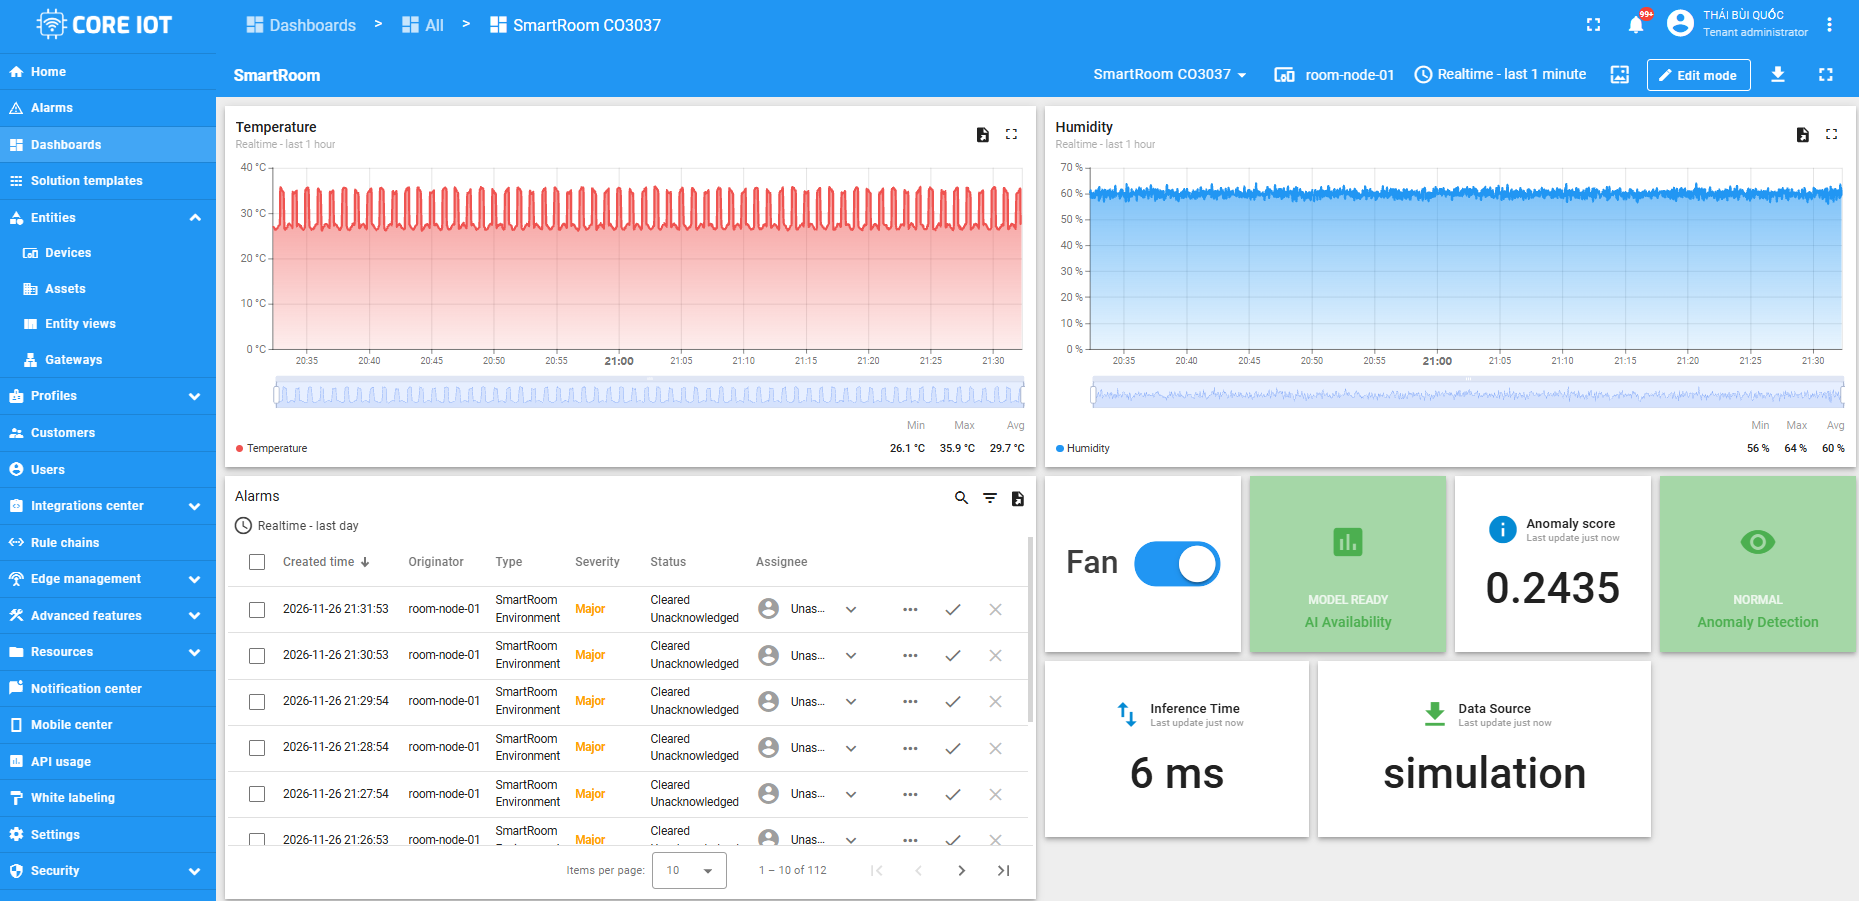 CORE IOT
Dashboards > All > SmartRoom CO3037
99+
THÁI BÙI QUỐC
Tenant administrator
SmartRoom
SmartRoom CO3037
room-node-01
Realtime - last 1 minute
Edit mode
Home
Alarms
Dashboards
Solution templates
Entities
Devices
Assets
Entity views
Gateways
Profiles
Customers
Users
Integrations center
Rule chains
Edge management
Advanced features
Resources
Notification center
Mobile center
API usage
White labeling
Settings
Security
Temperature
Realtime - last 1 hour
40 °C
30 °C
20 °C
10 °C
0 °C
20:35 20:40 20:45 20:50 20:55 21:00 21:05 21:10 21:15 21:20 21:25 21:30
Min Max Avg
Temperature 26.1 °C 35.9 °C 29.7 °C
Humidity
Realtime - last 1 hour
70 %
60 %
50 %
40 %
30 %
20 %
10 %
0 %
20:35 20:40 20:45 20:50 20:55 21:00 21:05 21:10 21:15 21:20 21:25 21:30
Min Max Avg
Humidity 56 % 64 % 60 %
Alarms
Realtime - last day
Created time Originator Type Severity Status Assignee
2026-11-26 21:31:53 room-node-01 SmartRoom Environment Major Cleared Unacknowledged Unas...
2026-11-26 21:30:53 room-node-01 SmartRoom Environment Major Cleared Unacknowledged Unas...
2026-11-26 21:29:54 room-node-01 SmartRoom Environment Major Cleared Unacknowledged Unas...
2026-11-26 21:28:54 room-node-01 SmartRoom Environment Major Cleared Unacknowledged Unas...
2026-11-26 21:27:54 room-node-01 SmartRoom Environment Major Cleared Unacknowledged Unas...
2026-11-26 21:26:53 room-node-01 SmartRoom Major Cleared Unas...
Items per page: 10 1 – 10 of 112
Fan
MODEL READY
AI Availability
Anomaly score
Last update just now
0.2435
NORMAL
Anomaly Detection
Inference Time
Last update just now
6 ms
Data Source
Last update just now
simulation